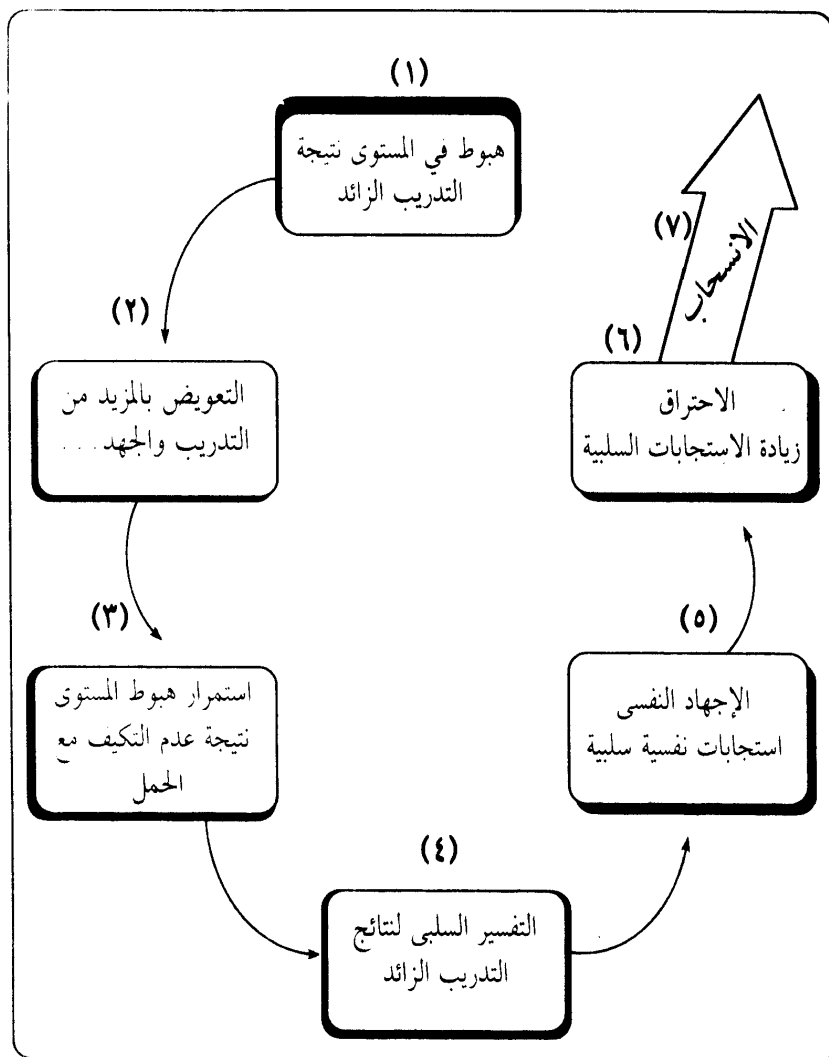 (١)
هبوط في المستوى نتيجة
التدريب الزائد
(٢)
التعويض بالمزيد من
التدريب والجهد . . .
(٣)
استمرار هبوط المستوى
نتيجة عدم التكيف مع
الحمل
(٤)
التفسير السلبى لنتائج
التدريب الزائد
(٥)
الإجهاد النفسى
استجابات نفسية سلبية
(٦)
الاحتراق
زيادة الاستجابات السلبية
(٧)
الانسحاب